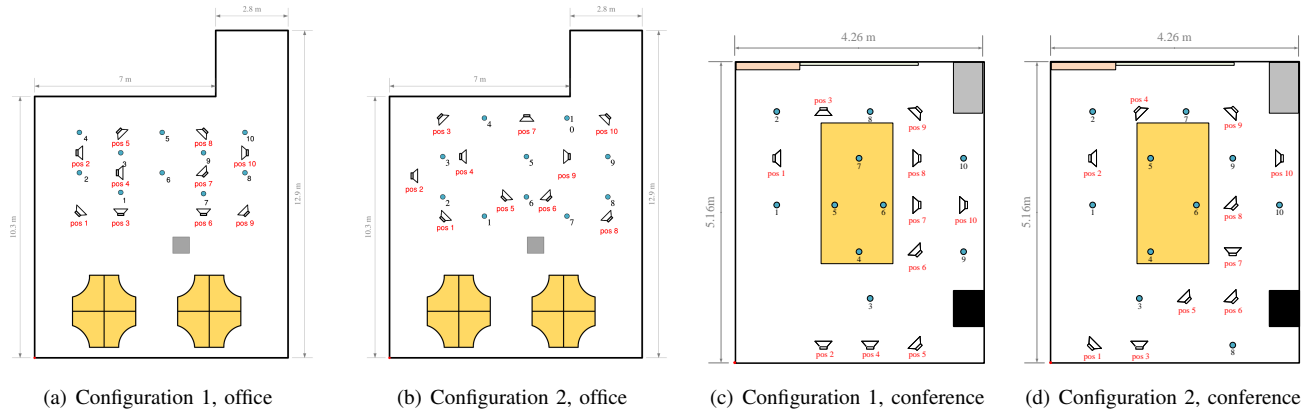 2.8 m
7 m
4 5 10
pos 5 pos 8
3 9
pos 2 pos 10
2 pos 4 6 pos 7 8
1 7
pos 1 pos 3 pos 6 pos 9
10.3 m
12.9 m
(a) Configuration 1, office
2.8 m
7 m
4 1
0
pos 3 pos 7 pos 10
3 5 9
pos 4 pos 9
pos 2
2 pos 5 6 pos 6 8
1 7
pos 1 pos 8
10.3 m
12.9 m
(b) Configuration 2, office
4.26 m
pos 3
2 8
pos 9
7 10
pos 1 pos 8
1 5 6
pos 7 pos 10
4 9
pos 6
3
pos 2 pos 4 pos 5
5.16m
(c) Configuration 1, conference
4.26 m
pos 4
2 7
pos 9
5 9
pos 2 pos 10
1 6 10
pos 8
4
pos 7
3
pos 5 pos 6
pos 1 pos 3 8
5.16m
(d) Configuration 2, conference